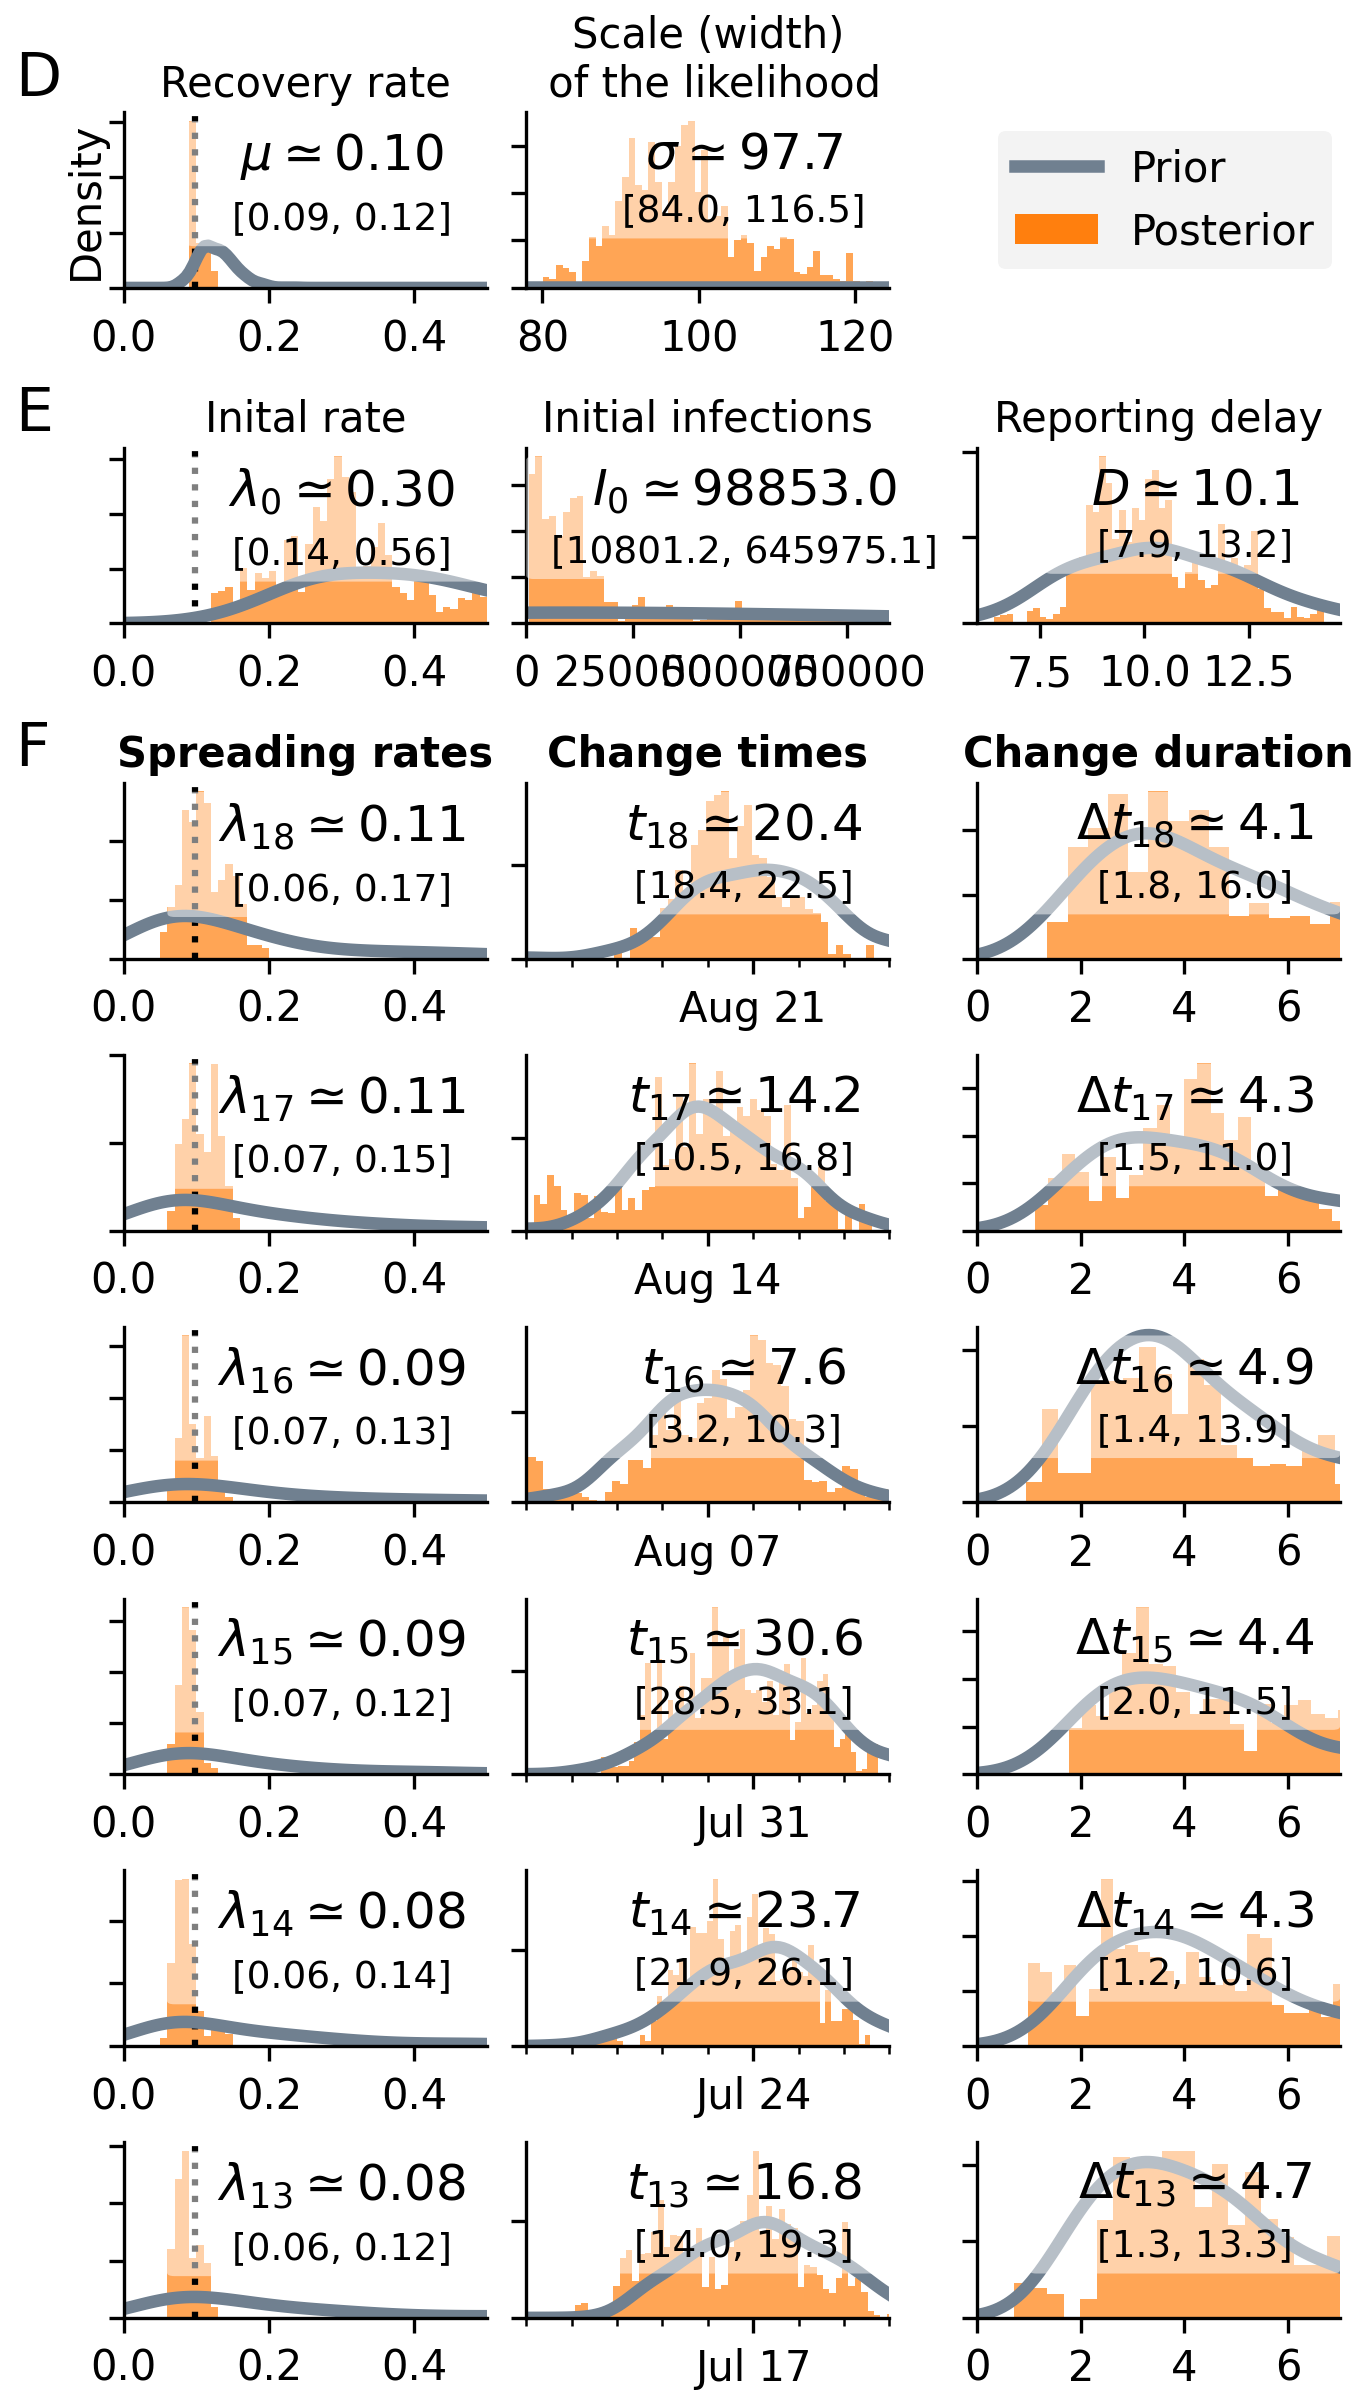 D
Recovery rate
Scale (width)
of the likelihood
Density
μ ≃ 0.10
[0.09, 0.12]
σ ≃ 97.7
[84.0, 116.5]
Prior
Posterior
0.0 0.2 0.4
80 100 120
E
Inital rate
Initial infections
Reporting delay
λ₀ ≃ 0.30
[0.14, 0.56]
I₀ ≃ 98853.0
[10801.2, 645975.1]
D ≃ 10.1
[7.9, 13.2]
0.0 0.2 0.4
0 250000 500000 750000
7.5 10.0 12.5
F
Spreading rates
Change times
Change duration
λ₁₈ ≃ 0.11
[0.06, 0.17]
t₁₈ ≃ 20.4
[18.4, 22.5]
Δt₁₈ ≃ 4.1
[1.8, 16.0]
0.0 0.2 0.4
Aug 21
0 2 4 6
λ₁₇ ≃ 0.11
[0.07, 0.15]
t₁₇ ≃ 14.2
[10.5, 16.8]
Δt₁₇ ≃ 4.3
[1.5, 11.0]
0.0 0.2 0.4
Aug 14
0 2 4 6
λ₁₆ ≃ 0.09
[0.07, 0.13]
t₁₆ ≃ 7.6
[3.2, 10.3]
Δt₁₆ ≃ 4.9
[1.4, 13.9]
0.0 0.2 0.4
Aug 07
0 2 4 6
λ₁₅ ≃ 0.09
[0.07, 0.12]
t₁₅ ≃ 30.6
[28.5, 33.1]
Δt₁₅ ≃ 4.4
[2.0, 11.5]
0.0 0.2 0.4
Jul 31
0 2 4 6
λ₁₄ ≃ 0.08
[0.06, 0.14]
t₁₄ ≃ 23.7
[21.9, 26.1]
Δt₁₄ ≃ 4.3
[1.2, 10.6]
0.0 0.2 0.4
Jul 24
0 2 4 6
λ₁₃ ≃ 0.08
[0.06, 0.12]
t₁₃ ≃ 16.8
[14.0, 19.3]
Δt₁₃ ≃ 4.7
[1.3, 13.3]
0.0 0.2 0.4
Jul 17
0 2 4 6